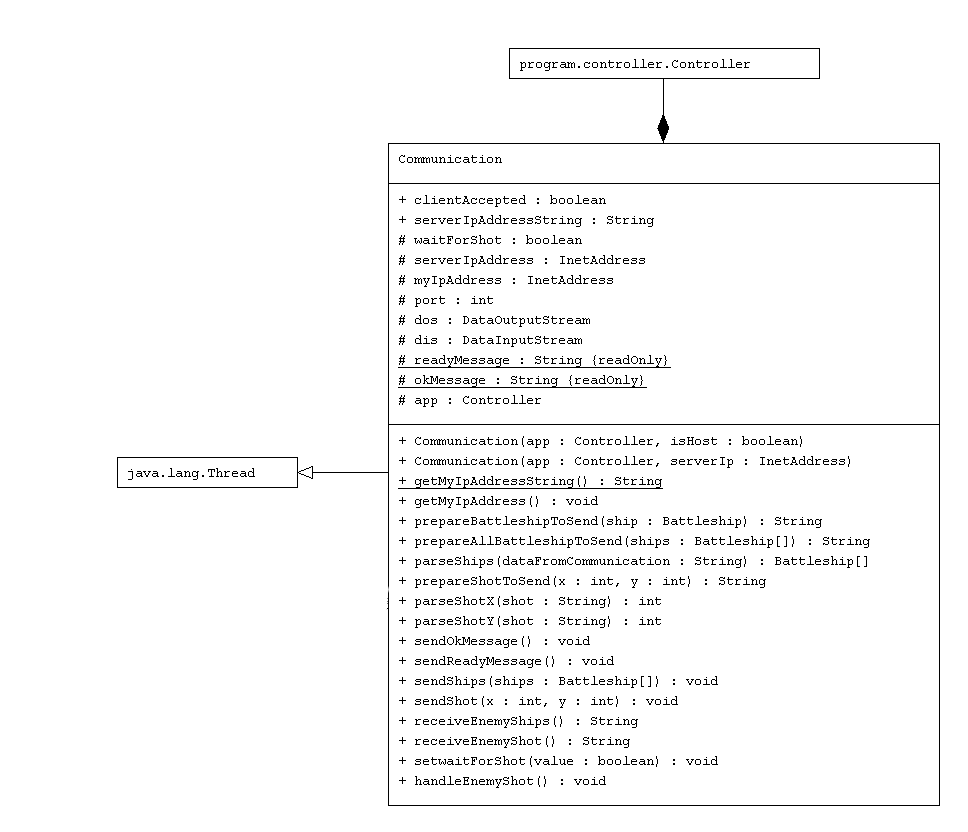 program.controller.Controller
Communication
+ clientAccepted : boolean
+ serverIpAddressString : String
# waitForShot : boolean
# serverIpAddress : InetAddress
# myIpAddress : InetAddress
# port : int
# dos : DataOutputStream
# dis : DataInputStream
# readyMessage : String {readOnly}
# okMessage : String {readOnly}
# app : Controller
+ Communication(app : Controller, isHost : boolean)
+ Communication(app : Controller, serverIp : InetAddress)
java.lang.Thread
+ getMyIpAddressString() : String
+ getMyIpAddress() : void
+ prepareBattleshipToSend(ship : Battleship) : String
+ prepareAllBattleshipToSend(ships : Battleship[]) : String
+ parseShips(dataFromCommunication : String) : Battleship[]
+ prepareShotToSend(x : int, y : int) : String
+ parseShotX(shot : String) : int
+ parseShotY(shot : String) : int
+ sendOkMessage() : void
+ sendReadyMessage() : void
+ sendShips(ships : Battleship[]) : void
+ sendShot(x : int, y : int) : void
+ receiveEnemyShips() : String
+ receiveEnemyShot() : String
+ setwaitForShot(value : boolean) : void
+ handleEnemyShot() : void